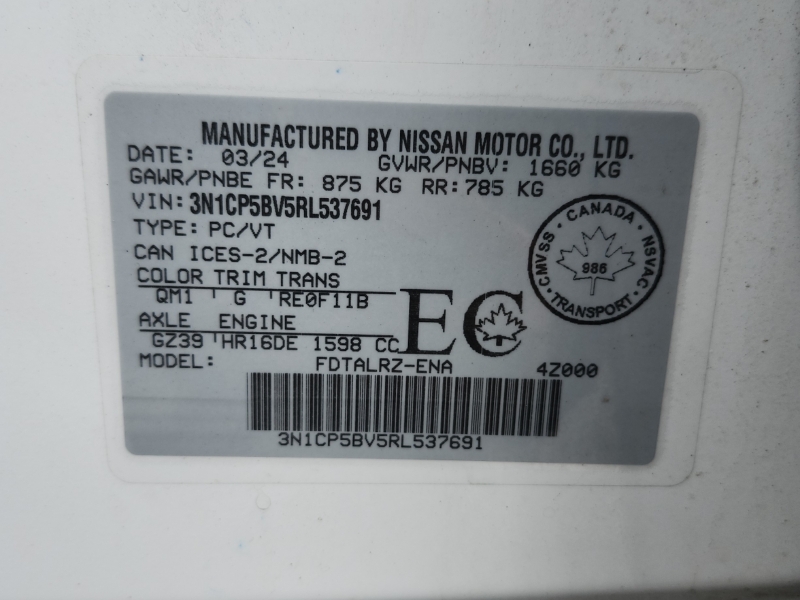 MANUFACTURED BY NISSAN MOTOR CO., LTD.
DATE: 03/24 GVWR/PNBV: 1660 KG
GAWR/PNBE FR: 875 KG RR: 785 KG
VIN: 3N1CP5BV5RL537691
TYPE: PC/VT
CAN ICES-2/NMB-2
COLOR TRIM TRANS
QM1 G RE0F11B
AXLE ENGINE
GZ39 HR16DE 1598 CC
EC
MODEL: FDTALRZ-ENA 4Z000
3N1CP5BV5RL537691
CANADA
CMVSS
NSVAC
986
TRANSPORT